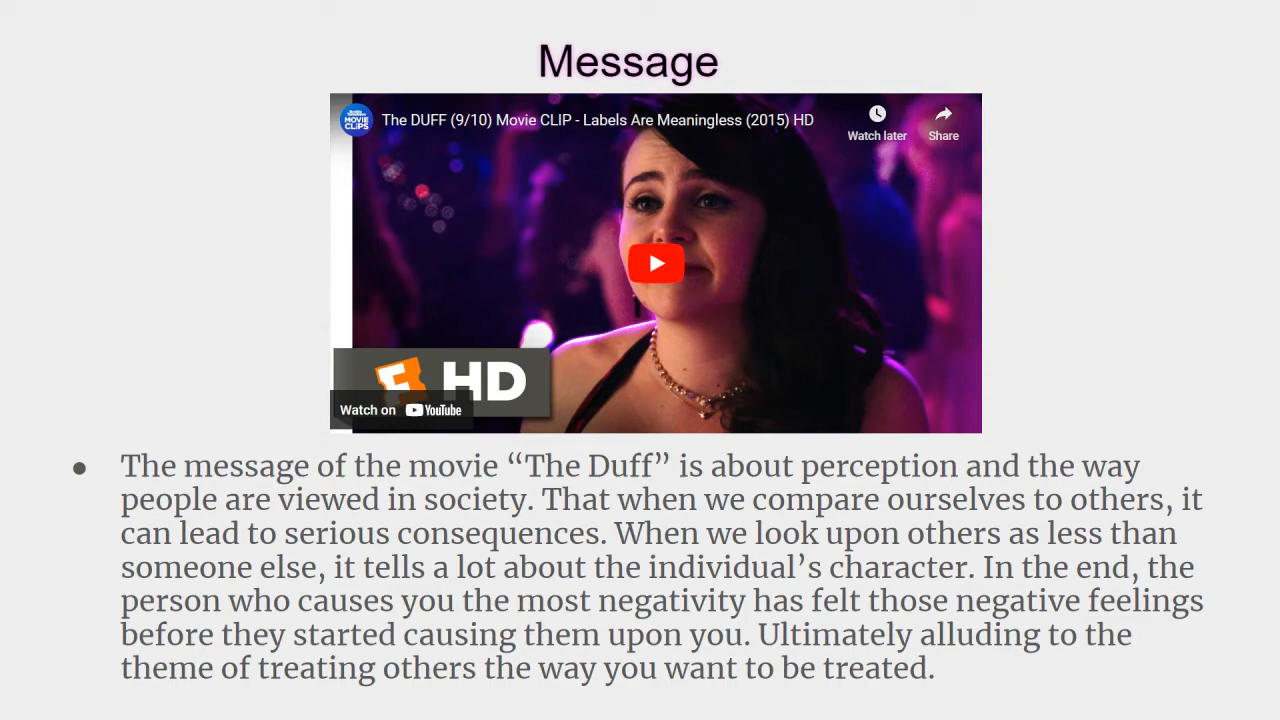 Message
The DUFF (9/10) Movie CLIP - Labels Are Meaningless (2015) HD
MOVIE
CLIPS
Watch later
Share
HD
Watch on YouTube
● The message of the movie “The Duff” is about perception and the way
people are viewed in society. That when we compare ourselves to others, it
can lead to serious consequences. When we look upon others as less than
someone else, it tells a lot about the individual’s character. In the end, the
person who causes you the most negativity has felt those negative feelings
before they started causing them upon you. Ultimately alluding to the
theme of treating others the way you want to be treated.